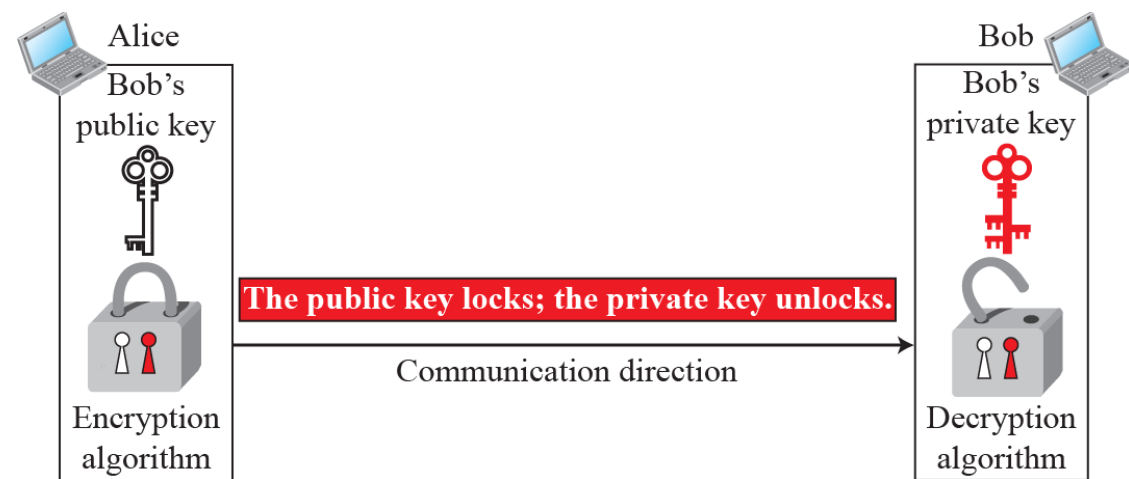 Alice
Bob's
public key
Encryption
algorithm
The public key locks; the private key unlocks.
Communication direction
Bob
Bob's
private key
Decryption
algorithm